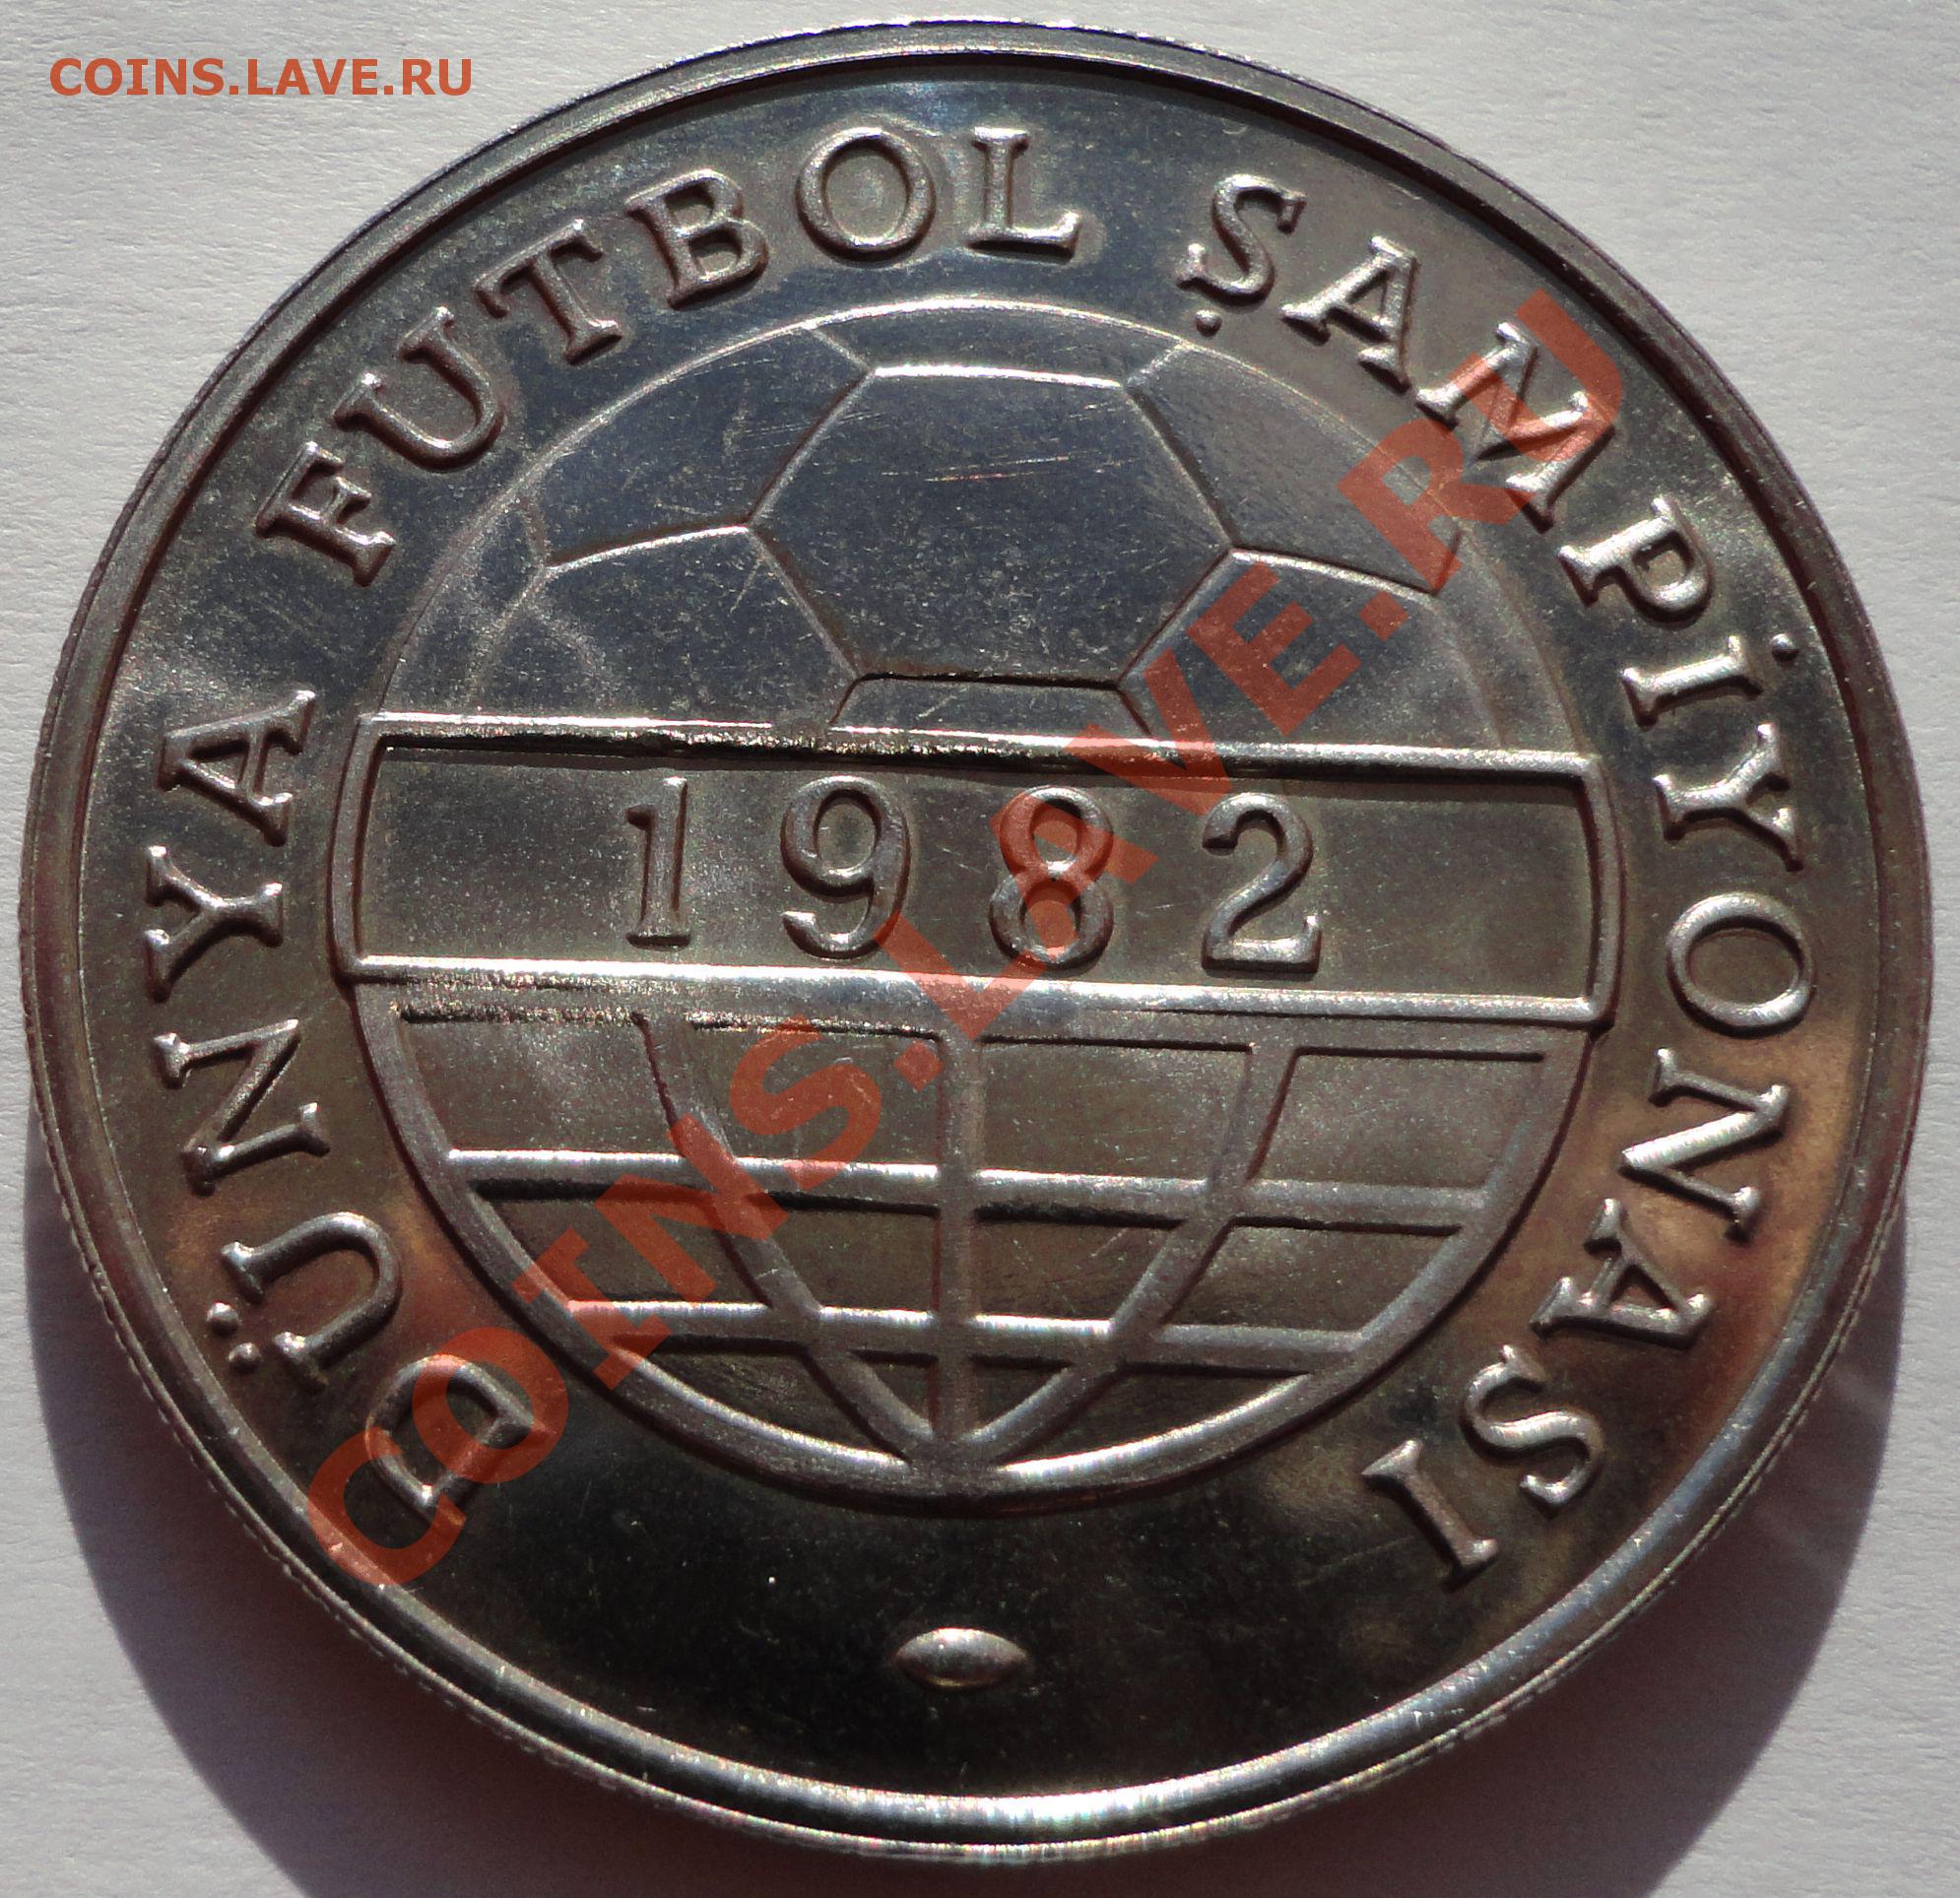 COINS.LAVE.RU
DÜNYA FUTBOL ŞAMPİYONASI
1982
COINS.LAVE.RU